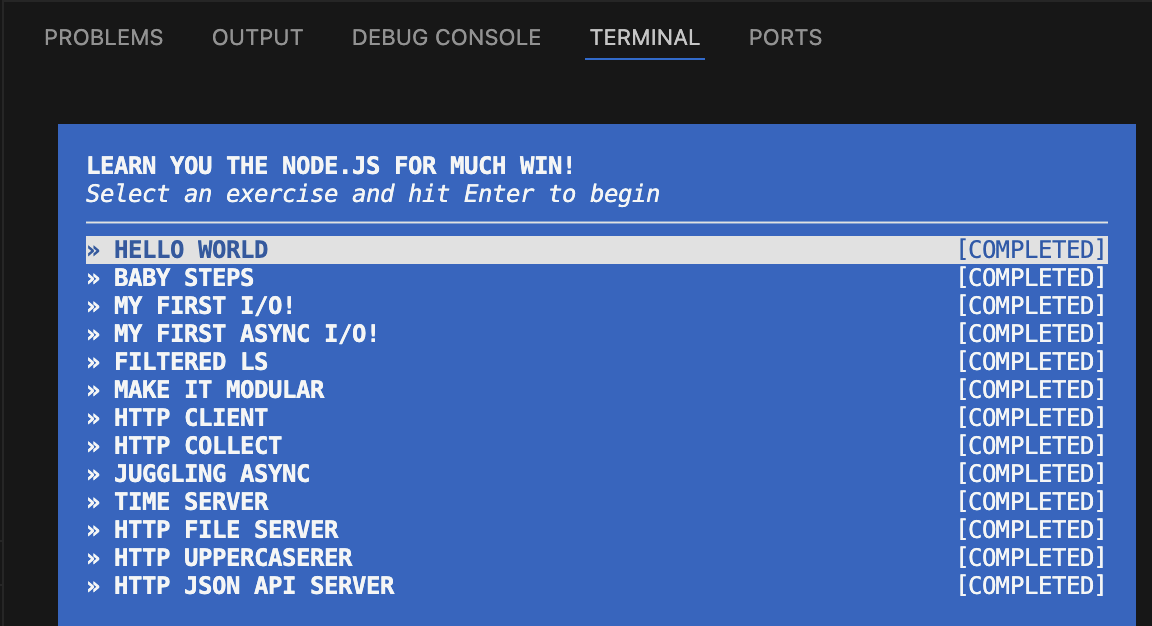 PROBLEMS OUTPUT DEBUG CONSOLE TERMINAL PORTS
LEARN YOU THE NODE.JS FOR MUCH WIN!
Select an exercise and hit Enter to begin
» HELLO WORLD [COMPLETED]
» BABY STEPS [COMPLETED]
» MY FIRST I/O! [COMPLETED]
» MY FIRST ASYNC I/O! [COMPLETED]
» FILTERED LS [COMPLETED]
» MAKE IT MODULAR [COMPLETED]
» HTTP CLIENT [COMPLETED]
» HTTP COLLECT [COMPLETED]
» JUGGLING ASYNC [COMPLETED]
» TIME SERVER [COMPLETED]
» HTTP FILE SERVER [COMPLETED]
» HTTP UPPERCASERER [COMPLETED]
» HTTP JSON API SERVER [COMPLETED]